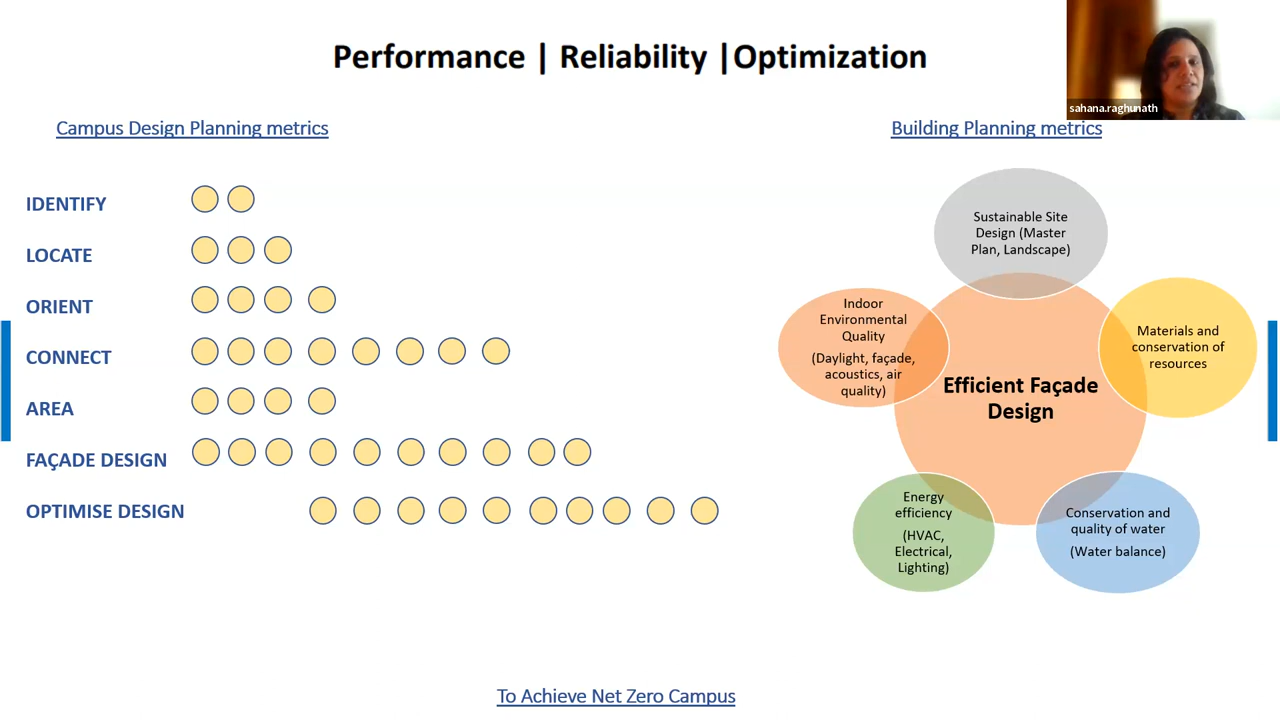 Performance | Reliability |Optimization
sahana.raghunath
Campus Design Planning metrics
IDENTIFY
LOCATE
ORIENT
CONNECT
AREA
FAÇADE DESIGN
OPTIMISE DESIGN
Building Planning metrics
Sustainable Site
Design (Master
Plan, Landscape)
Indoor
Environmental
Quality
(Daylight, façade,
acoustics, air
quality)
Materials and
conservation of
resources
Efficient Façade
Design
Energy
efficiency
(HVAC,
Electrical,
Lighting)
Conservation and
quality of water
(Water balance)
To Achieve Net Zero Campus